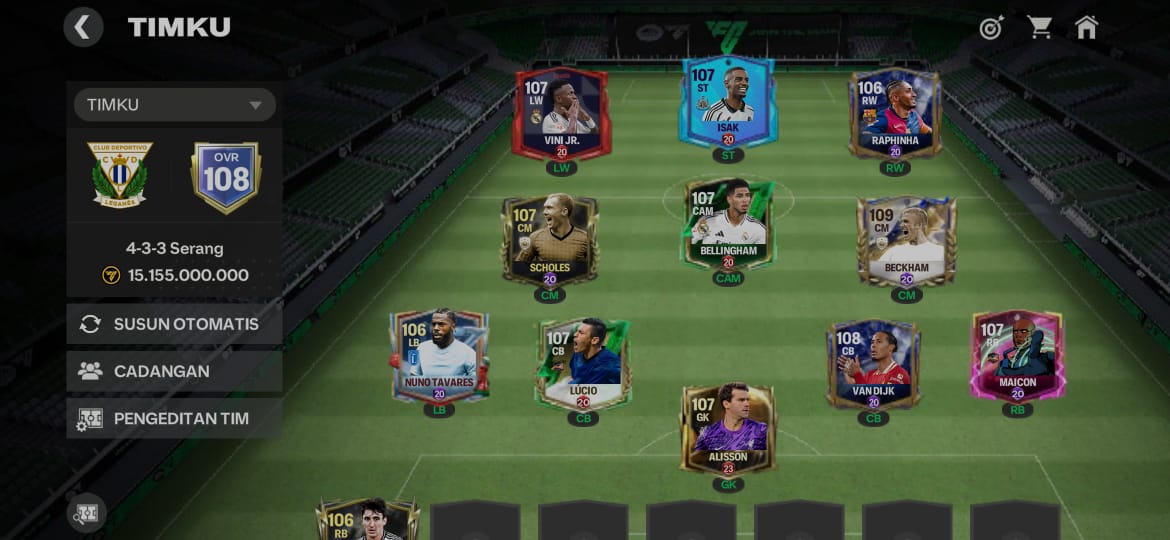 TIMKU
TIMKU
CLUB DEPORTIVO
C D
LEGANÉS
OVR
108
4-3-3 Serang
15.155.000.000
SUSUN OTOMATIS
CADANGAN
PENGEDITAN TIM
107
LW
VINI JR.
20
LW
107
ST
ISAK
20
ST
106
RW
RAPHINHA
20
RW
107
CM
SCHOLES
20
CM
107
CAM
BELLINGHAM
20
CAM
109
CM
BECKHAM
20
CM
106
LB
NUNO TAVARES
20
LB
107
CB
LÚCIO
20
CB
108
CB
VAN DIJK
20
CB
107
RB
MAICON
20
RB
107
GK
ALISSON
23
GK
106
RB